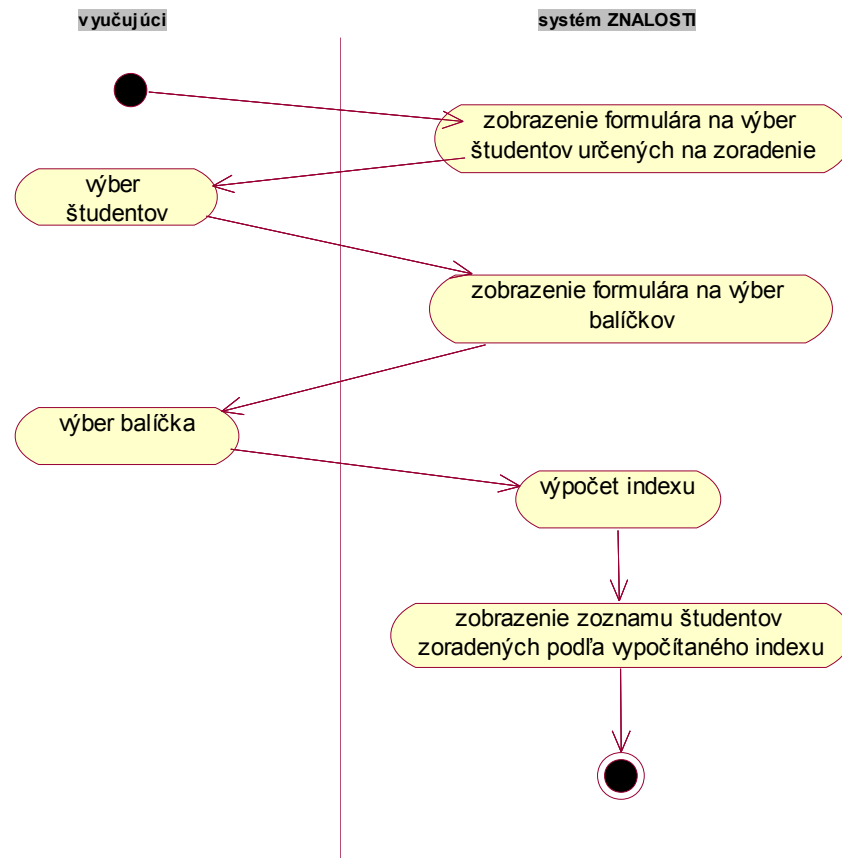 vyučujúci
systém ZNALOSTI
zobrazenie formulára na výber
študentov určených na zoradenie
výber
študentov
zobrazenie formulára na výber
balíčkov
výber balíčka
výpočet indexu
zobrazenie zoznamu študentov
zoradených podľa vypočítaného indexu